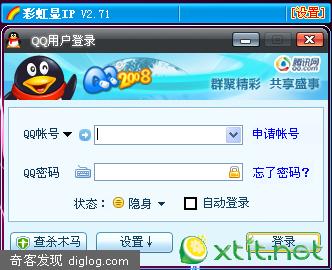 彩虹显IP V2.71 [设置]
QQ用户登录
QQ2008
腾讯网
QQ.com
群聚精彩 共享盛事
QQ帐号 申请帐号
QQ密码 忘了密码?
状态: 隐身 自动登录
查杀木马 设置↓ 登录
xtit.net
奇客发现 diglog.com